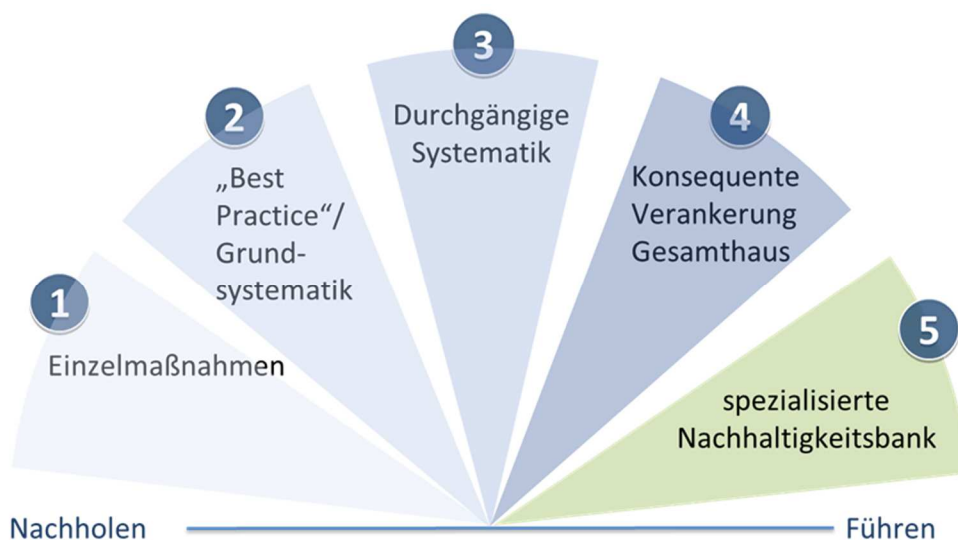 1
Einzelmaßnahmen
2
„Best
Practice“/
Grund-
systematik
3
Durchgängige
Systematik
4
Konsequente
Verankerung
Gesamthaus
5
spezialisierte
Nachhaltigkeitsbank
Nachholen
Führen